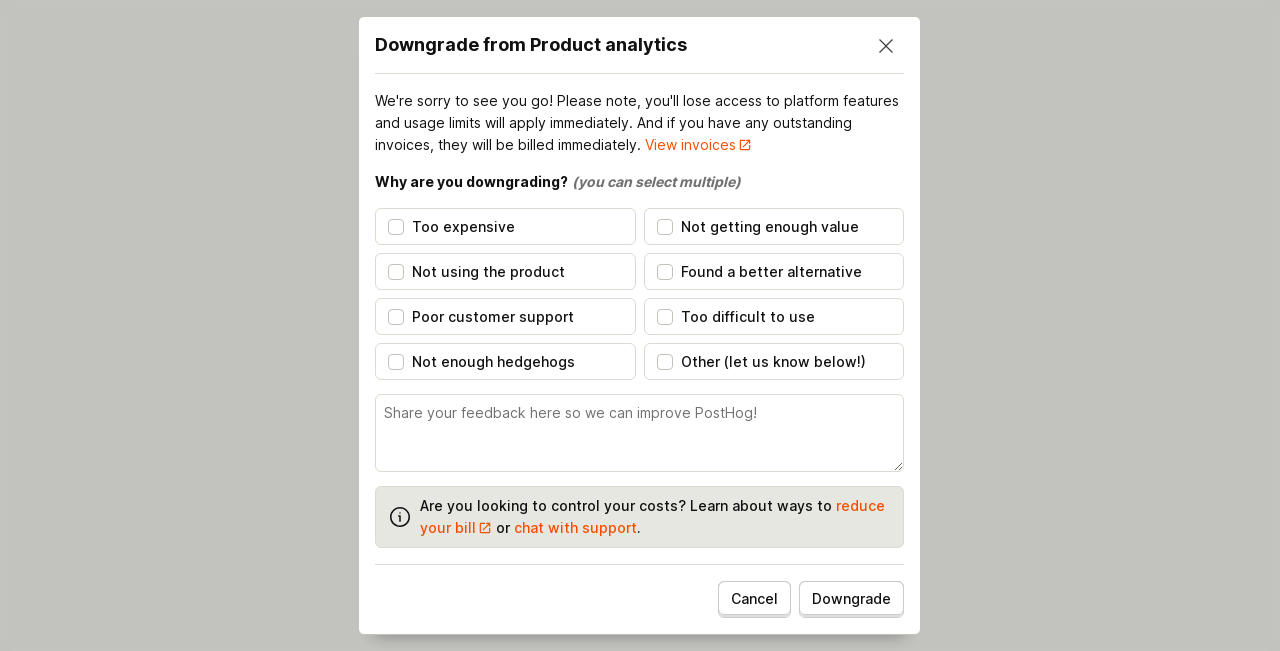 Downgrade from Product analytics
We're sorry to see you go! Please note, you'll lose access to platform features
and usage limits will apply immediately. And if you have any outstanding
invoices, they will be billed immediately. View invoices
Why are you downgrading? (you can select multiple)
Too expensive
Not getting enough value
Not using the product
Found a better alternative
Poor customer support
Too difficult to use
Not enough hedgehogs
Other (let us know below!)
Share your feedback here so we can improve PostHog!
Are you looking to control your costs? Learn about ways to reduce
your bill or chat with support.
Cancel
Downgrade